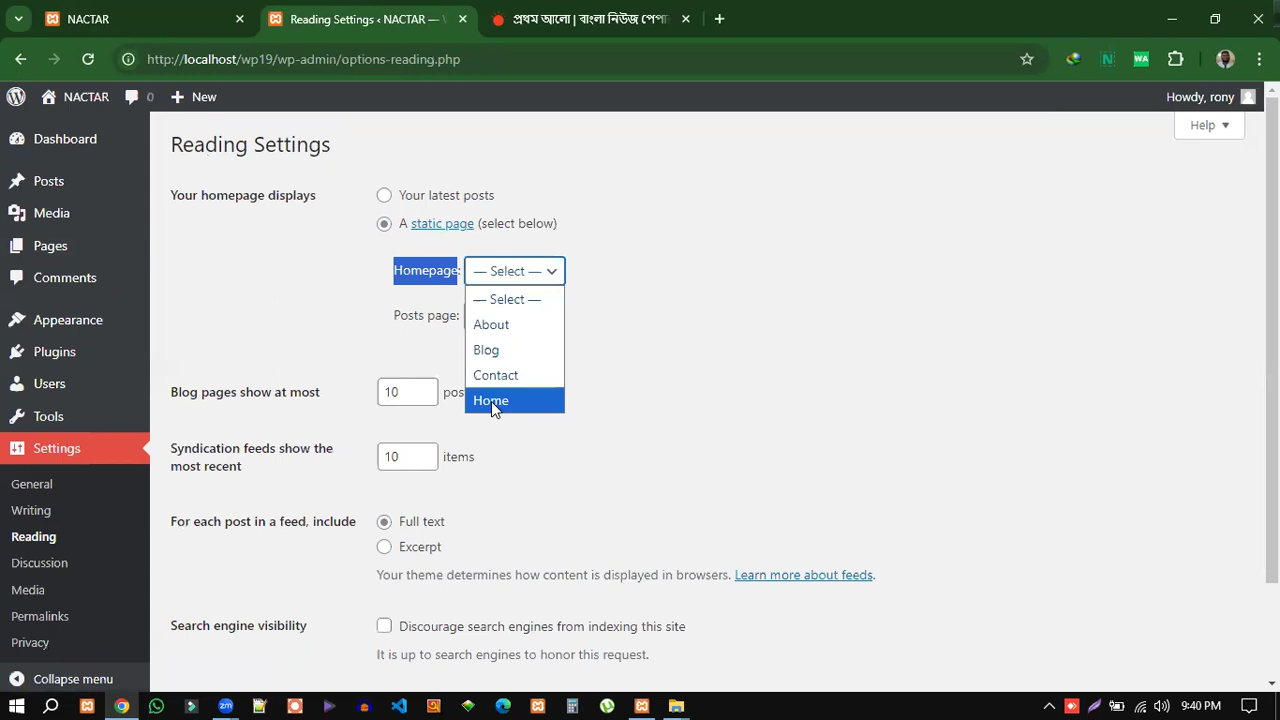 NACTAR
Reading Settings ‹ NACTAR —
প্রথম আলো | বাংলা নিউজ পেপা
http://localhost/wp19/wp-admin/options-reading.php
WA
NACTAR
0
New
Howdy, rony
Help
Dashboard
Posts
Media
Pages
Comments
Appearance
Plugins
Users
Tools
Settings
General
Writing
Reading
Discussion
Media
Permalinks
Privacy
Collapse menu
Reading Settings
Your homepage displays
Your latest posts
A static page (select below)
Homepage: — Select —
— Select —
About
Blog
Contact
Home
Posts page:
Blog pages show at most
10 pos
Syndication feeds show the
most recent
10 items
For each post in a feed, include
Full text
Excerpt
Your theme determines how content is displayed in browsers. Learn more about feeds.
Search engine visibility
Discourage search engines from indexing this site
It is up to search engines to honor this request.
9:40 PM